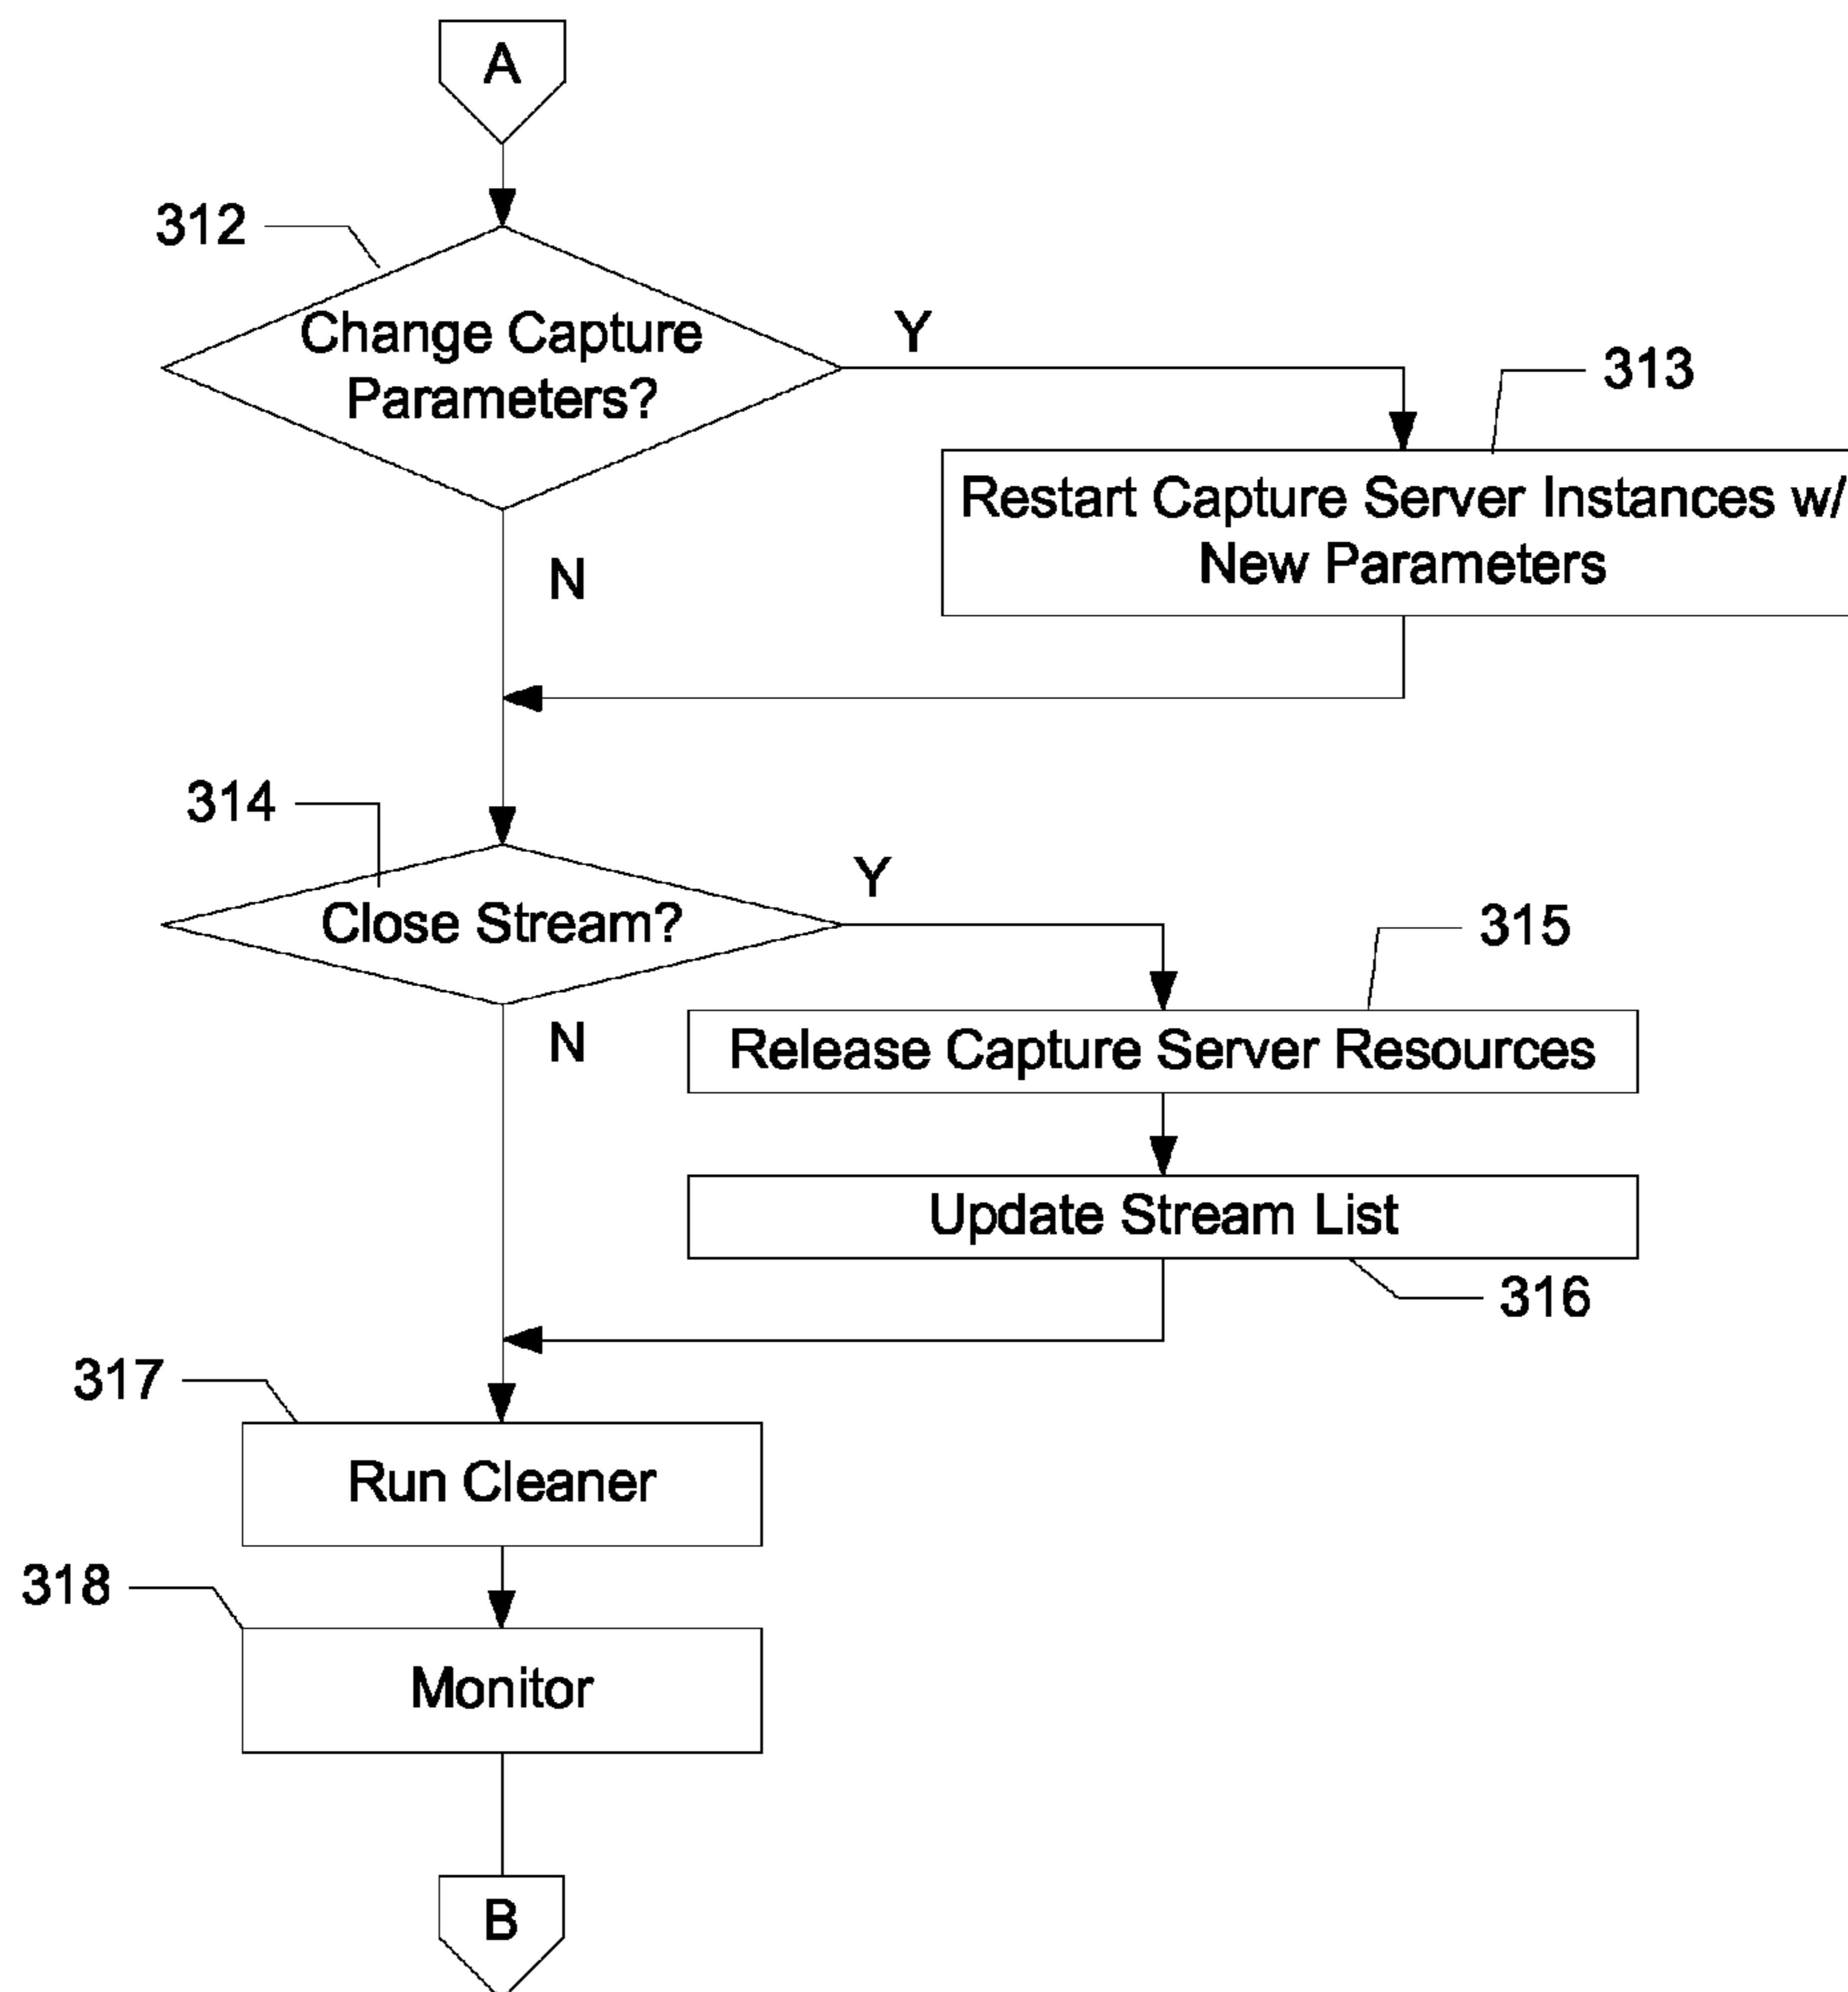 A
312
Change Capture
Parameters?
Y
313
Restart Capture Server Instances w/
New Parameters
N
314
Close Stream?
Y
315
N
Release Capture Server Resources
Update Stream List
316
317
Run Cleaner
318
Monitor
B